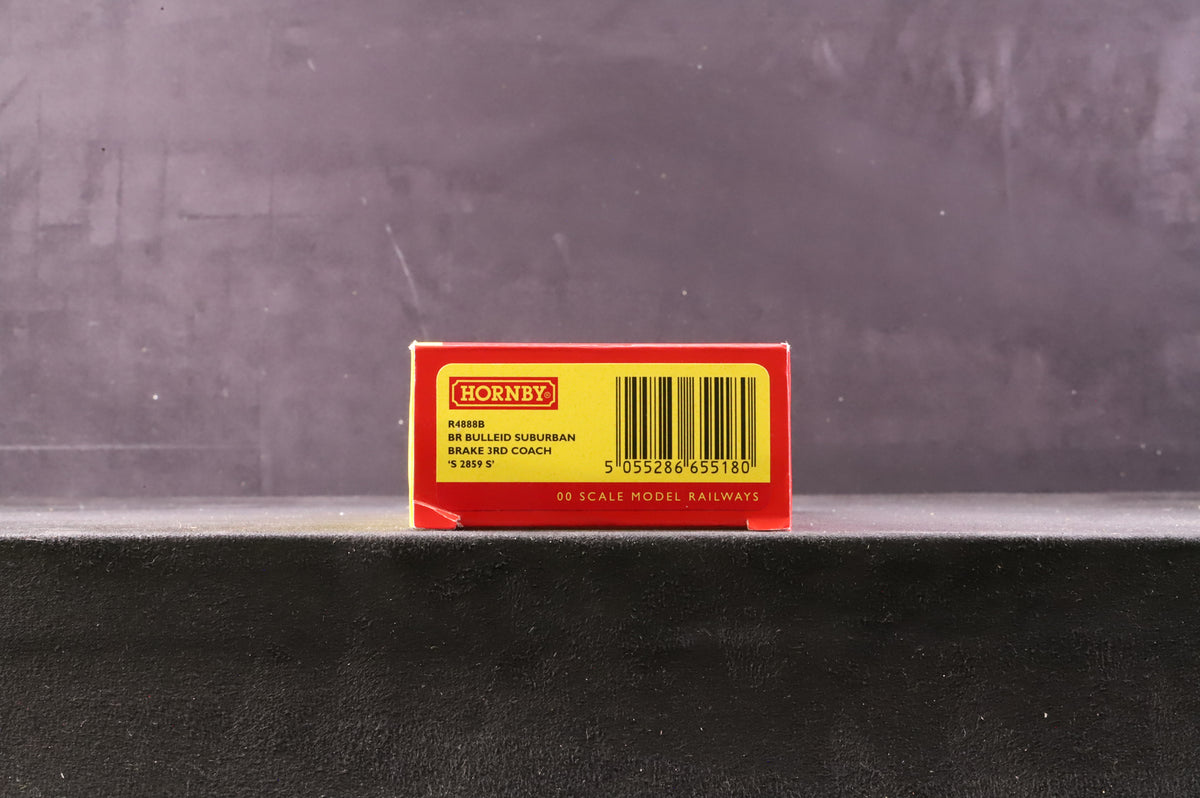 HORNBY®
R4888B
BR BULLEID SUBURBAN
BRAKE 3RD COACH
‘S 2859 S’
5 055286 655180
00 SCALE MODEL RAILWAYS